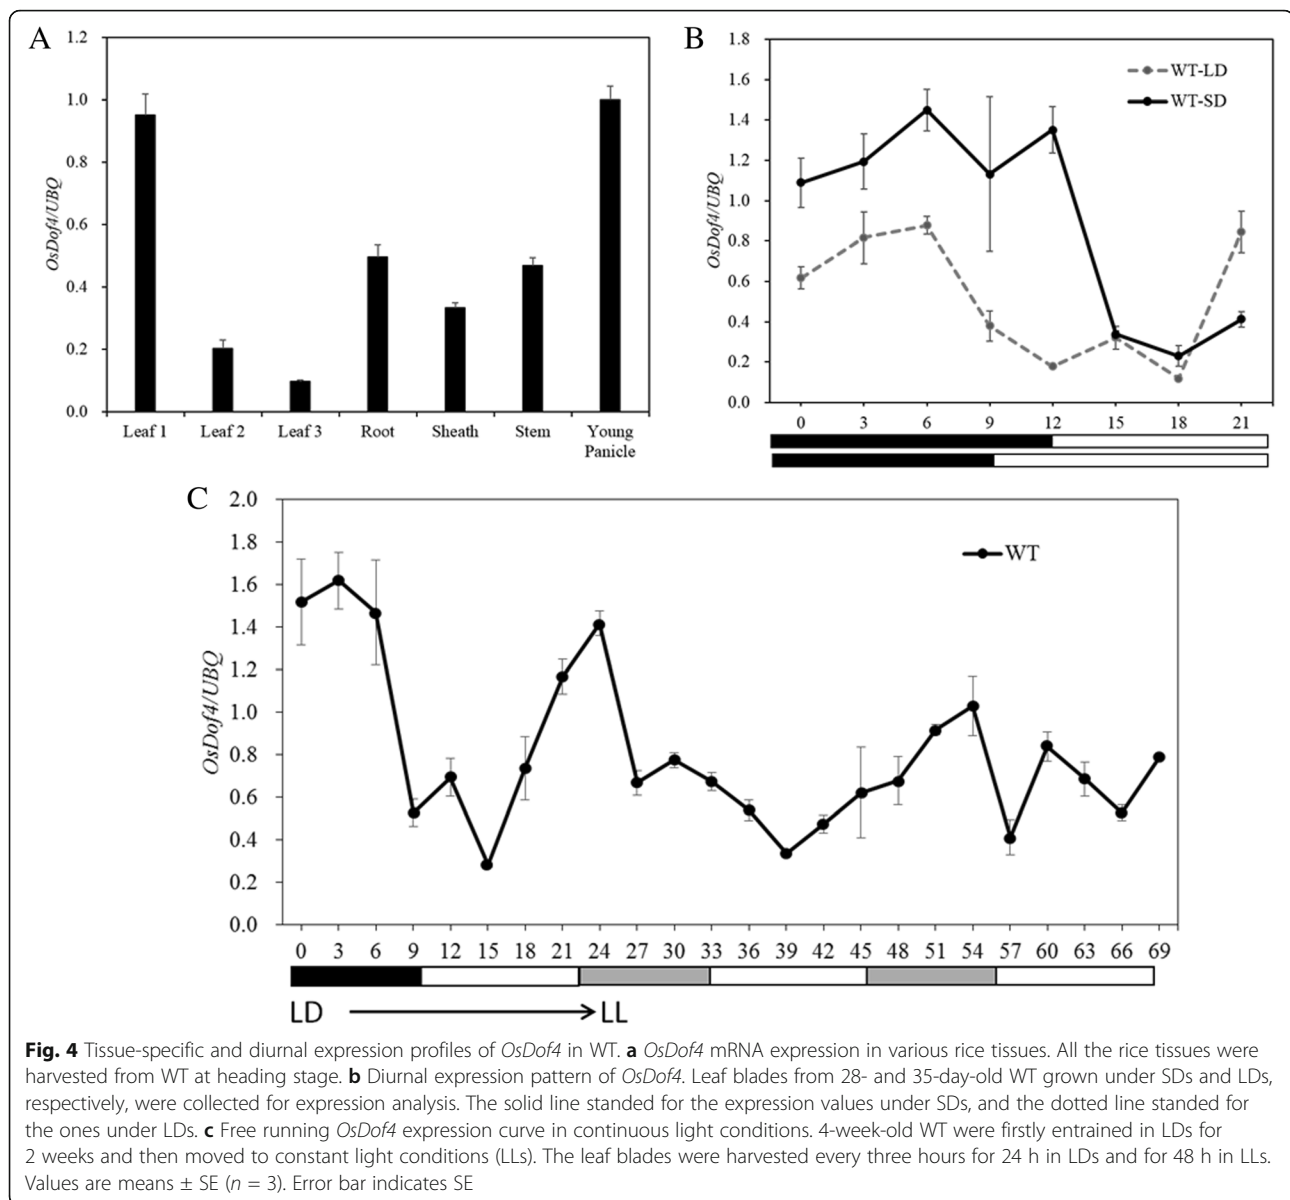 A
1.2
1.0
0.8
0.6
0.4
0.2
0.0
OsDof4/UBQ
Leaf 1 Leaf 2 Leaf 3 Root Sheath Stem Young Panicle
B
1.8
1.6
1.4
1.2
1.0
0.8
0.6
0.4
0.2
0.0
OsDof4/UBQ
WT-LD
WT-SD
0 3 6 9 12 15 18 21
C
2.0
1.8
1.6
1.4
1.2
1.0
0.8
0.6
0.4
0.2
0.0
OsDof4/UBQ
WT
0 3 6 9 12 15 18 21 24 27 30 33 36 39 42 45 48 51 54 57 60 63 66 69
LD LL
Fig. 4 Tissue-specific and diurnal expression profiles of OsDof4 in WT. a OsDof4 mRNA expression in various rice tissues. All the rice tissues were
harvested from WT at heading stage. b Diurnal expression pattern of OsDof4. Leaf blades from 28- and 35-day-old WT grown under SDs and LDs,
respectively, were collected for expression analysis. The solid line standed for the expression values under SDs, and the dotted line standed for
the ones under LDs. c Free running OsDof4 expression curve in continuous light conditions. 4-week-old WT were firstly entrained in LDs for
2 weeks and then moved to constant light conditions (LLs). The leaf blades were harvested every three hours for 24 h in LDs and for 48 h in LLs.
Values are means ± SE (n = 3). Error bar indicates SE